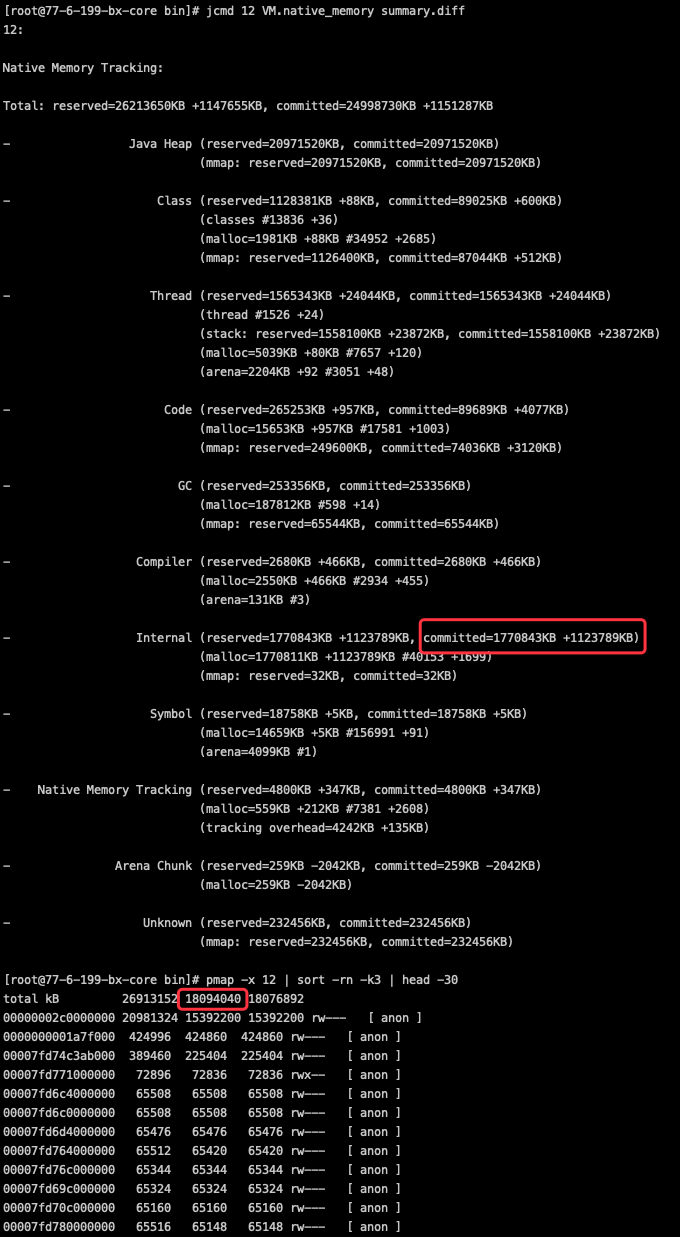 [root@77-6-199-bx-core bin]# jcmd 12 VM.native_memory summary.diff
12:
Native Memory Tracking:
Total: reserved=26213650KB +1147655KB, committed=24998730KB +1151287KB
- Java Heap (reserved=20971520KB, committed=20971520KB)
(mmap: reserved=20971520KB, committed=20971520KB)
- Class (reserved=1128381KB +88KB, committed=89025KB +600KB)
(classes #13836 +36)
(malloc=1981KB +88KB #34952 +2685)
(mmap: reserved=1126400KB, committed=87044KB +512KB)
- Thread (reserved=1565343KB +24044KB, committed=1565343KB +24044KB)
(thread #1526 +24)
(stack: reserved=1558100KB +23872KB, committed=1558100KB +23872KB)
(malloc=5039KB +80KB #7657 +120)
(arena=2204KB +92 #3051 +48)
- Code (reserved=265253KB +957KB, committed=89689KB +4077KB)
(malloc=15653KB +957KB #17581 +1003)
(mmap: reserved=249600KB, committed=74036KB +3120KB)
- GC (reserved=253356KB, committed=253356KB)
(malloc=187812KB #598 +14)
(mmap: reserved=65544KB, committed=65544KB)
- Compiler (reserved=2680KB +466KB, committed=2680KB +466KB)
(malloc=2550KB +466KB #2934 +455)
(arena=131KB #3)
- Internal (reserved=1770843KB +1123789KB, committed=1770843KB +1123789KB)
(malloc=1770811KB +1123789KB #40153 +1699)
(mmap: reserved=32KB, committed=32KB)
- Symbol (reserved=18758KB +5KB, committed=18758KB +5KB)
(malloc=14659KB +5KB #156991 +91)
(arena=4099KB #1)
- Native Memory Tracking (reserved=4800KB +347KB, committed=4800KB +347KB)
(malloc=559KB +212KB #7381 +2608)
(tracking overhead=4242KB +135KB)
- Arena Chunk (reserved=259KB -2042KB, committed=259KB -2042KB)
(malloc=259KB -2042KB)
- Unknown (reserved=232456KB, committed=232456KB)
(mmap: reserved=232456KB, committed=232456KB)
[root@77-6-199-bx-core bin]# pmap -x 12 | sort -rn -k3 | head -30
total kB 26913152 18094040 18076892
00000002c0000000 20981324 15392200 15392200 rw--- [ anon ]
0000000001a7f000 424996 424860 424860 rw--- [ anon ]
00007fd74c3ab000 389460 225404 225404 rw--- [ anon ]
00007fd771000000 72896 72836 72836 rwx-- [ anon ]
00007fd6c4000000 65508 65508 65508 rw--- [ anon ]
00007fd6c0000000 65508 65508 65508 rw--- [ anon ]
00007fd6d4000000 65476 65476 65476 rw--- [ anon ]
00007fd764000000 65512 65420 65420 rw--- [ anon ]
00007fd76c000000 65344 65344 65344 rw--- [ anon ]
00007fd69c000000 65324 65324 65324 rw--- [ anon ]
00007fd70c000000 65160 65160 65160 rw--- [ anon ]
00007fd780000000 65516 65148 65148 rw--- [ anon ]